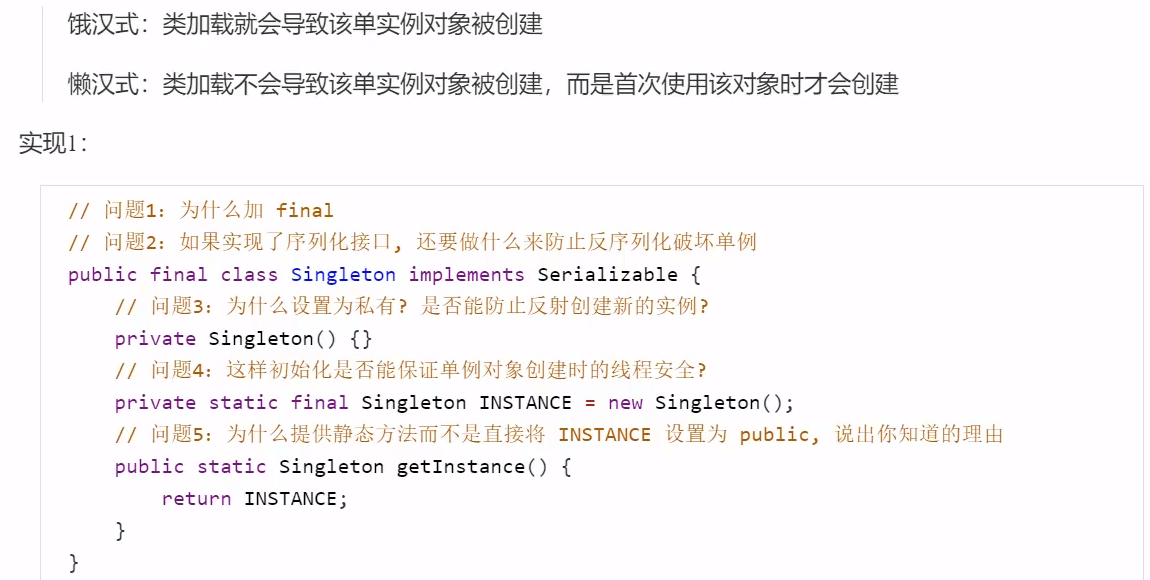 饿汉式：类加载就会导致该单实例对象被创建
懒汉式：类加载不会导致该单实例对象被创建，而是首次使用该对象时才会创建
实现1：
// 问题1：为什么加 final
// 问题2：如果实现了序列化接口, 还要做什么来防止反序列化破坏单例
public final class Singleton implements Serializable {
    // 问题3：为什么设置为私有? 是否能防止反射创建新的实例?
    private Singleton() {}
    // 问题4：这样初始化是否能保证单例对象创建时的线程安全?
    private static final Singleton INSTANCE = new Singleton();
    // 问题5：为什么提供静态方法而不是直接将 INSTANCE 设置为 public, 说出你知道的理由
    public static Singleton getInstance() {
        return INSTANCE;
    }
}